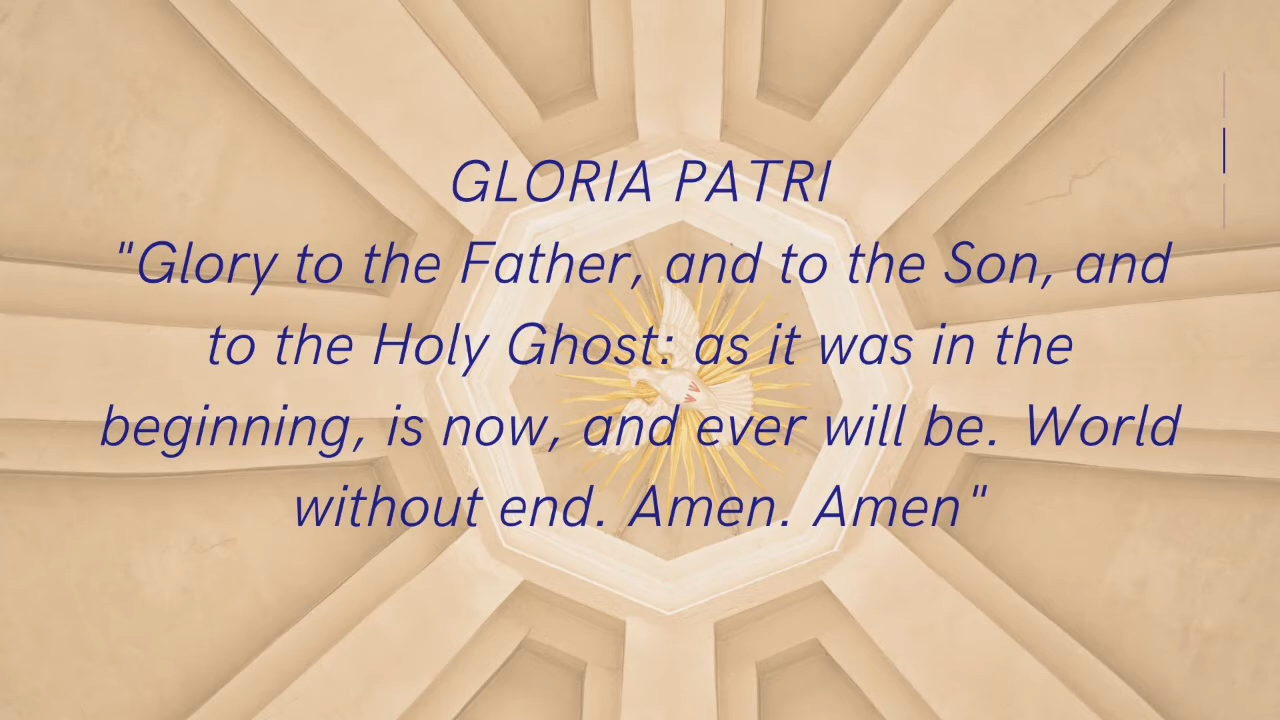 GLORIA PATRI
"Glory to the Father, and to the Son, and
to the Holy Ghost: as it was in the
beginning, is now, and ever will be. World
without end. Amen. Amen"